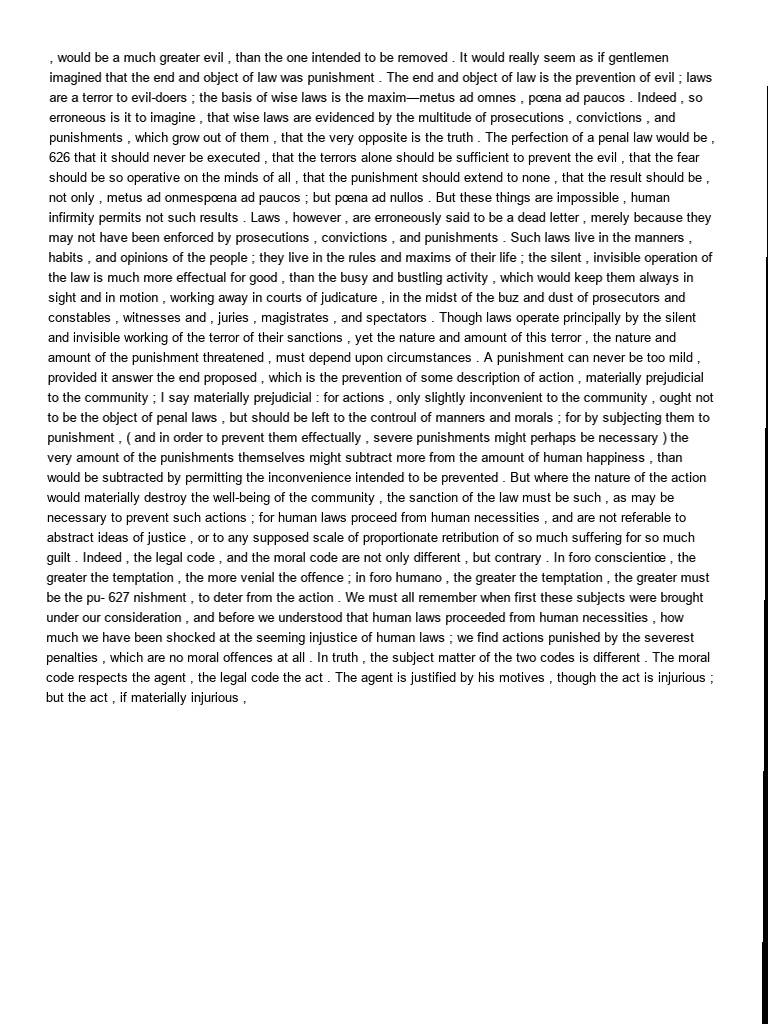 , would be a much greater evil , than the one intended to be removed . It would really seem as if gentlemen
imagined that the end and object of law was punishment . The end and object of law is the prevention of evil ; laws
are a terror to evil-doers ; the basis of wise laws is the maxim—metus ad omnes , pœna ad paucos . Indeed , so
erroneous is it to imagine , that wise laws are evidenced by the multitude of prosecutions , convictions , and
punishments , which grow out of them , that the very opposite is the truth . The perfection of a penal law would be ,
626 that it should never be executed , that the terrors alone should be sufficient to prevent the evil , that the fear
should be so operative on the minds of all , that the punishment should extend to none , that the result should be ,
not only , metus ad onmespœna ad paucos ; but pœna ad nullos . But these things are impossible , human
infirmity permits not such results . Laws , however , are erroneously said to be a dead letter , merely because they
may not have been enforced by prosecutions , convictions , and punishments . Such laws live in the manners ,
habits , and opinions of the people ; they live in the rules and maxims of their life ; the silent , invisible operation of
the law is much more effectual for good , than the busy and bustling activity , which would keep them always in
sight and in motion , working away in courts of judicature , in the midst of the buz and dust of prosecutors and
constables , witnesses and , juries , magistrates , and spectators . Though laws operate principally by the silent
and invisible working of the terror of their sanctions , yet the nature and amount of this terror , the nature and
amount of the punishment threatened , must depend upon circumstances . A punishment can never be too mild ,
provided it answer the end proposed , which is the prevention of some description of action , materially prejudicial
to the community ; I say materially prejudicial : for actions , only slightly inconvenient to the community , ought not
to be the object of penal laws , but should be left to the controul of manners and morals ; for by subjecting them to
punishment , ( and in order to prevent them effectually , severe punishments might perhaps be necessary ) the
very amount of the punishments themselves might subtract more from the amount of human happiness , than
would be subtracted by permitting the inconvenience intended to be prevented . But where the nature of the action
would materially destroy the well-being of the community , the sanction of the law must be such , as may be
necessary to prevent such actions ; for human laws proceed from human necessities , and are not referable to
abstract ideas of justice , or to any supposed scale of proportionate retribution of so much suffering for so much
guilt . Indeed , the legal code , and the moral code are not only different , but contrary . In foro conscientiœ , the
greater the temptation , the more venial the offence ; in foro humano , the greater the temptation , the greater must
be the pu- 627 nishment , to deter from the action . We must all remember when first these subjects were brought
under our consideration , and before we understood that human laws proceeded from human necessities , how
much we have been shocked at the seeming injustice of human laws ; we find actions punished by the severest
penalties , which are no moral offences at all . In truth , the subject matter of the two codes is different . The moral
code respects the agent , the legal code the act . The agent is justified by his motives , though the act is injurious ;
but the act , if materially injurious ,